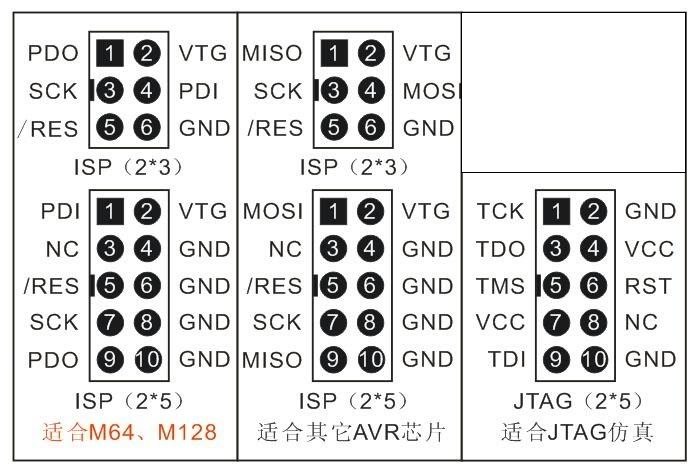 PDO 1 2 VTG
SCK 3 4 PDI
/RES 5 6 GND
ISP（2*3）
MISO 1 2 VTG
SCK 3 4 MOSI
/RES 5 6 GND
ISP（2*3）
PDI 1 2 VTG
NC 3 4 GND
/RES 5 6 GND
SCK 7 8 GND
PDO 9 10 GND
ISP（2*5）
适合M64、M128
MOSI 1 2 VTG
NC 3 4 GND
/RES 5 6 GND
SCK 7 8 GND
MISO 9 10 GND
ISP（2*5）
适合其它AVR芯片
TCK 1 2 GND
TDO 3 4 VCC
TMS 5 6 RST
VCC 7 8 NC
TDI 9 10 GND
JTAG（2*5）
适合JTAG仿真